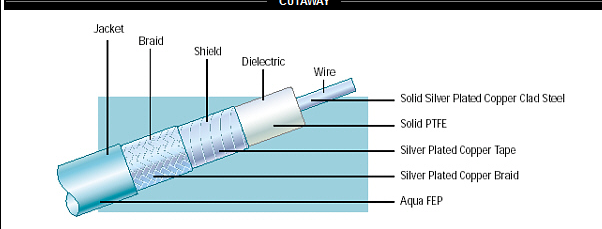 CUTAWAY
Jacket
Braid
Shield
Dielectric
Wire
Solid Silver Plated Copper Clad Steel
Solid PTFE
Silver Plated Copper Tape
Silver Plated Copper Braid
Aqua FEP